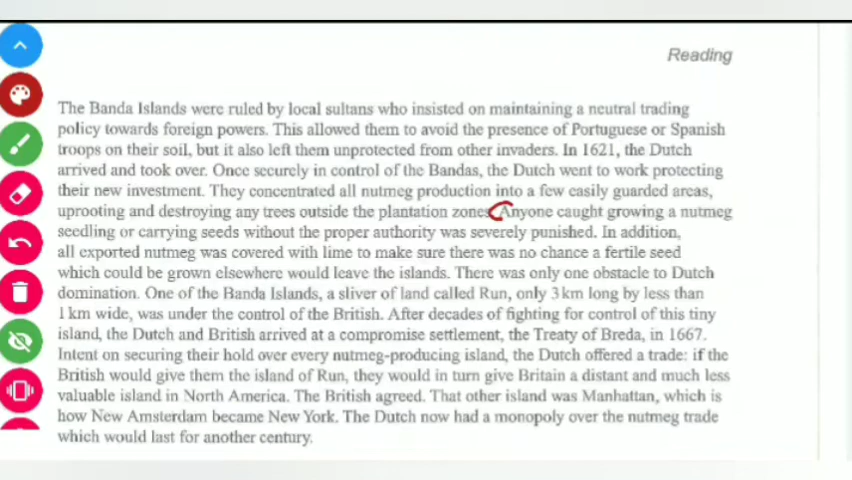 Reading
The Banda Islands were ruled by local sultans who insisted on maintaining a neutral trading
policy towards foreign powers. This allowed them to avoid the presence of Portuguese or Spanish
troops on their soil, but it also left them unprotected from other invaders. In 1621, the Dutch
arrived and took over. Once securely in control of the Bandas, the Dutch went to work protecting
their new investment. They concentrated all nutmeg production into a few easily guarded areas,
uprooting and destroying any trees outside the plantation zones. Anyone caught growing a nutmeg
seedling or carrying seeds without the proper authority was severely punished. In addition,
all exported nutmeg was covered with lime to make sure there was no chance a fertile seed
which could be grown elsewhere would leave the islands. There was only one obstacle to Dutch
domination. One of the Banda Islands, a sliver of land called Run, only 3 km long by less than
1 km wide, was under the control of the British. After decades of fighting for control of this tiny
island, the Dutch and British arrived at a compromise settlement, the Treaty of Breda, in 1667.
Intent on securing their hold over every nutmeg-producing island, the Dutch offered a trade: if the
British would give them the island of Run, they would in turn give Britain a distant and much less
valuable island in North America. The British agreed. That other island was Manhattan, which is
how New Amsterdam became New York. The Dutch now had a monopoly over the nutmeg trade
which would last for another century.